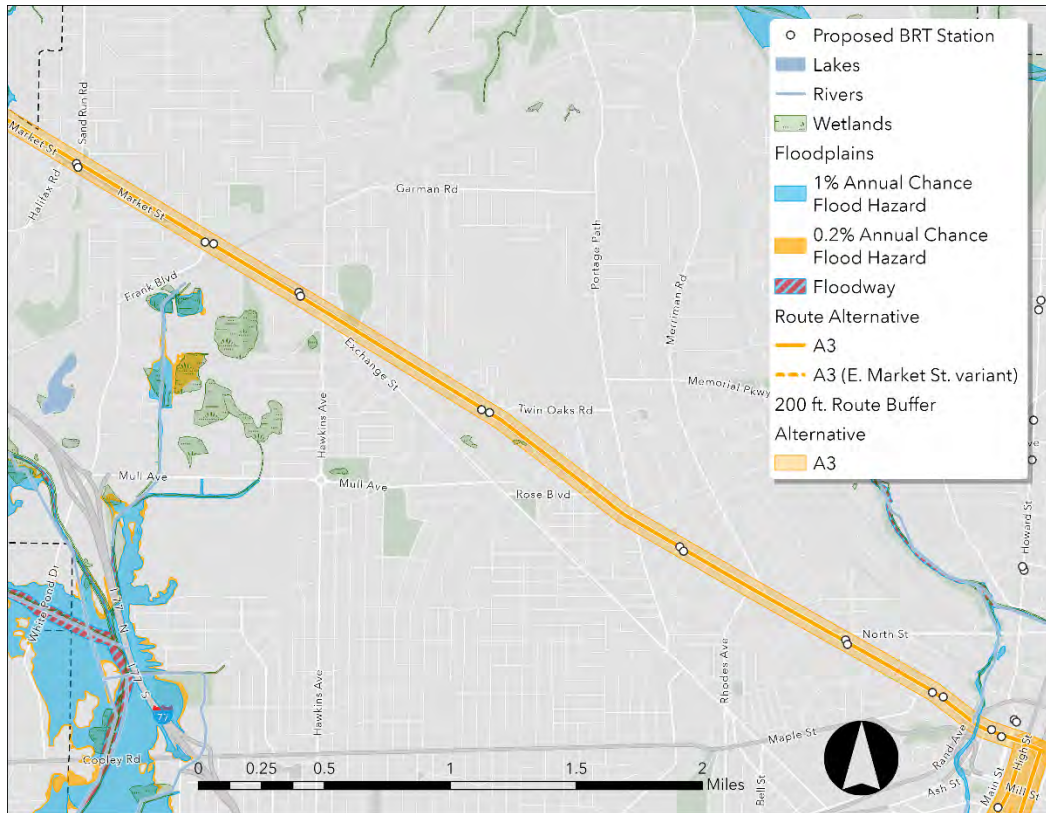 Proposed BRT Station
Lakes
Rivers
Wetlands
Floodplains
1% Annual Chance
Flood Hazard
0.2% Annual Chance
Flood Hazard
Floodway
Route Alternative
A3
A3 (E. Market St. variant)
200 ft. Route Buffer
Alternative
A3
Sand Run Rd
Market St
Halifax Rd
Market St
Garman Rd
Portage Path
Merriman Rd
Frank Blvd
Exchange St
Memorial Pkwy
Twin Oaks Rd
Hawkins Ave
Mull Ave
Mull Ave
Rose Blvd
Howard St
White Pond Dr
I 77 N
I 77 S
77
North St
Rhodes Ave
Hawkins Ave
Maple St
Copley Rd
Rand Ave
High St
Bell St
Ash St
Main St
Mill St
0 0.25 0.5 1 1.5 2
Miles